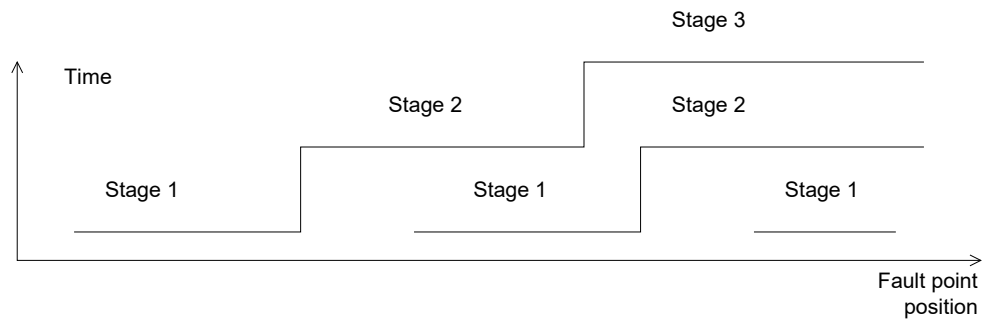 Stage 3
Time
Stage 2
Stage 2
Stage 1
Stage 1
Stage 1
Fault point
position